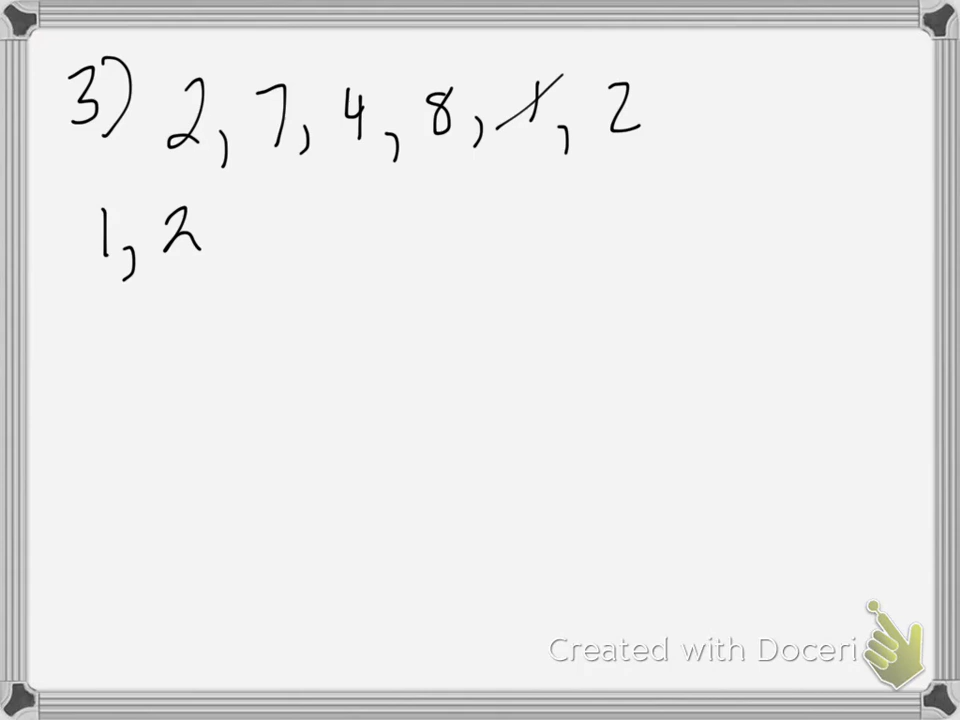 3) 2, 7, 4, 8, 1, 2
1, 2
Created with Doceri